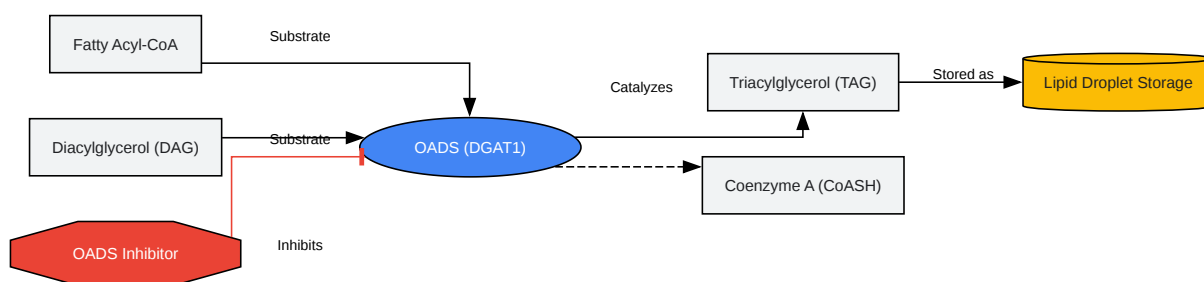 Fatty Acyl-CoA
Substrate
Catalyzes
Triacylglycerol (TAG)
Stored as
Lipid Droplet Storage
Diacylglycerol (DAG)
Substrate
OADS (DGAT1)
Coenzyme A (CoASH)
OADS Inhibitor
Inhibits